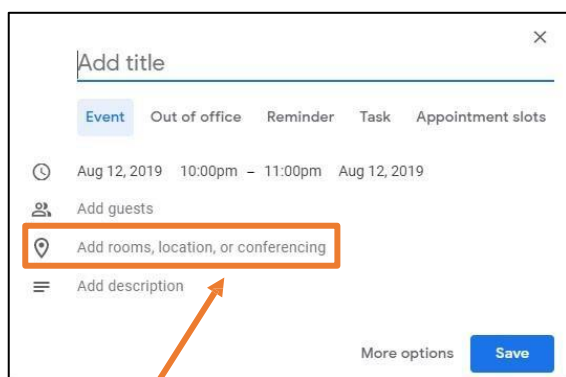 Add title
Event Out of office Reminder Task Appointment slots
Aug 12, 2019 10:00pm – 11:00pm Aug 12, 2019
Add guests
Add rooms, location, or conferencing
Add description
More options Save